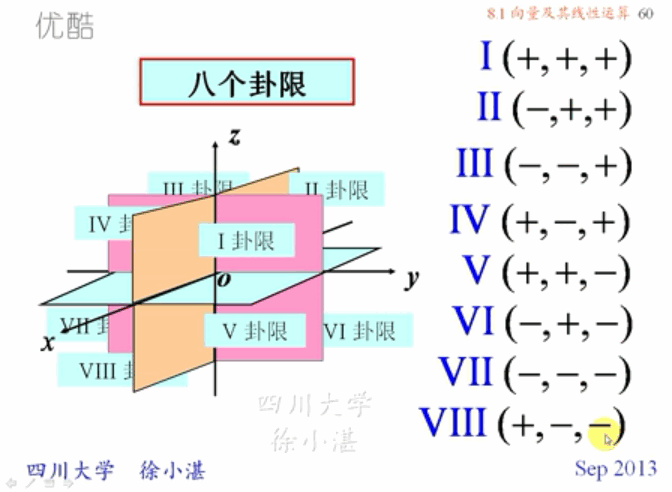 优酷
8.1 向量及其线性运算 60
八个卦限
I (+,+,+)
II (−,+,+)
III (−,−,+)
IV (+,−,+)
V (+,+,−)
VI (−,+,−)
VII (−,−,−)
VIII (+,−,−)
z
III 卦限
II 卦限
IV 卦
I 卦限
o
y
VII 卦
x
V 卦限
VI 卦限
VIII 卦
四川大学
徐小湛
四川大学 徐小湛
Sep 2013